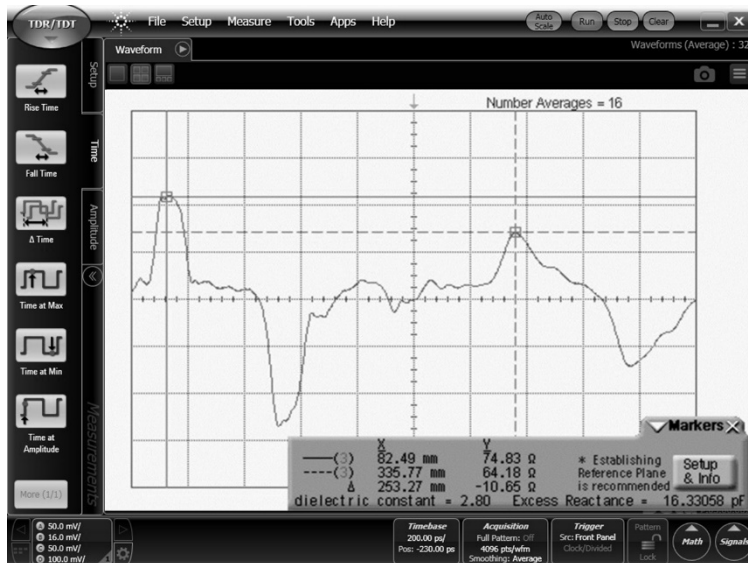 TDR/TDT
File Setup Measure Tools Apps Help
Auto Scale
Run
Stop
Clear
Waveform
Waveforms (Average) : 32
Setup
Time
Amplitude
Measurements
Rise Time
Fall Time
Δ Time
Time at Max
Time at Min
Time at
Amplitude
More (1/1)
Number Averages = 16
Markers
X Y
(3) 82.49 mm 74.83 Ω
(3) 335.77 mm 64.18 Ω
Δ 253.27 mm -10.65 Ω
* Establishing
Reference Plane
is recommended
Setup
& Info
dielectric constant = 2.80 Excess Reactance = 16.33058 pF
50.0 mV/
16.0 mV/
50.0 mV/
100.0 mV/
Timebase
200.00 ps/
Pos: -230.00 ps
Acquisition
Full Pattern: Off
4096 pts/wfm
Smoothing: Average
Trigger
Src: Front Panel
Clock/Divided
Pattern
Lock
Math
Signals